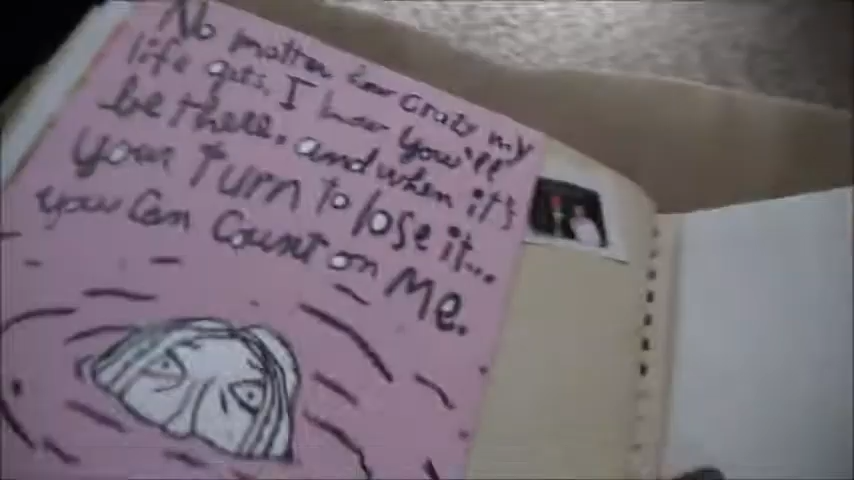 No matter how crazy my
life gets, I know you'll
be there. and when it's
your turn to lose it...
you can count on me.